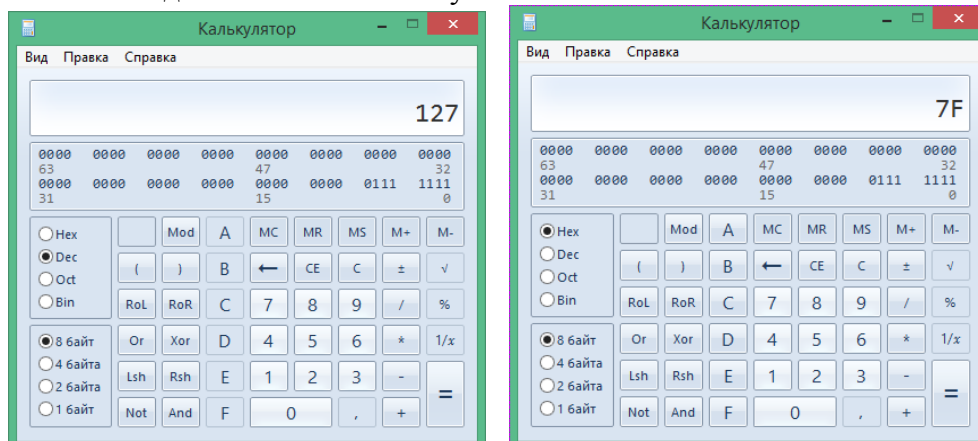 Калькулятор
Вид Правка Справка
127
0000 0000 0000 0000 0000 0000 0000 0000
63 47 32
0000 0000 0000 0000 0000 0000 0111 1111
31 15 0
Hex Mod A MC MR MS M+ M-
Dec
Oct ( ) B ← CE C ± √
Bin RoL RoR C 7 8 9 / %
8 байт Or Xor D 4 5 6 * 1/x
4 байта
2 байта Lsh Rsh E 1 2 3 - =
1 байт Not And F 0 , +
Калькулятор
Вид Правка Справка
7F
0000 0000 0000 0000 0000 0000 0000 0000
63 47 32
0000 0000 0000 0000 0000 0000 0111 1111
31 15 0
Hex Mod A MC MR MS M+ M-
Dec
Oct ( ) B ← CE C ± √
Bin RoL RoR C 7 8 9 / %
8 байт Or Xor D 4 5 6 * 1/x
4 байта
2 байта Lsh Rsh E 1 2 3 - =
1 байт Not And F 0 , +